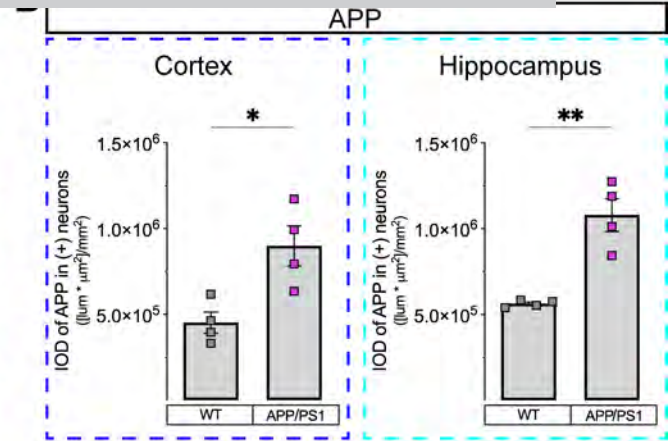 APP
Cortex
*
IOD of APP in (+) neurons
([lum * μm²]/mm²)
1.5×10⁶
1.0×10⁶
5.0×10⁵
WT
APP/PS1
Hippocampus
**
IOD of APP in (+) neurons
([lum * μm²]/mm²)
1.5×10⁶
1.0×10⁶
5.0×10⁵
WT
APP/PS1